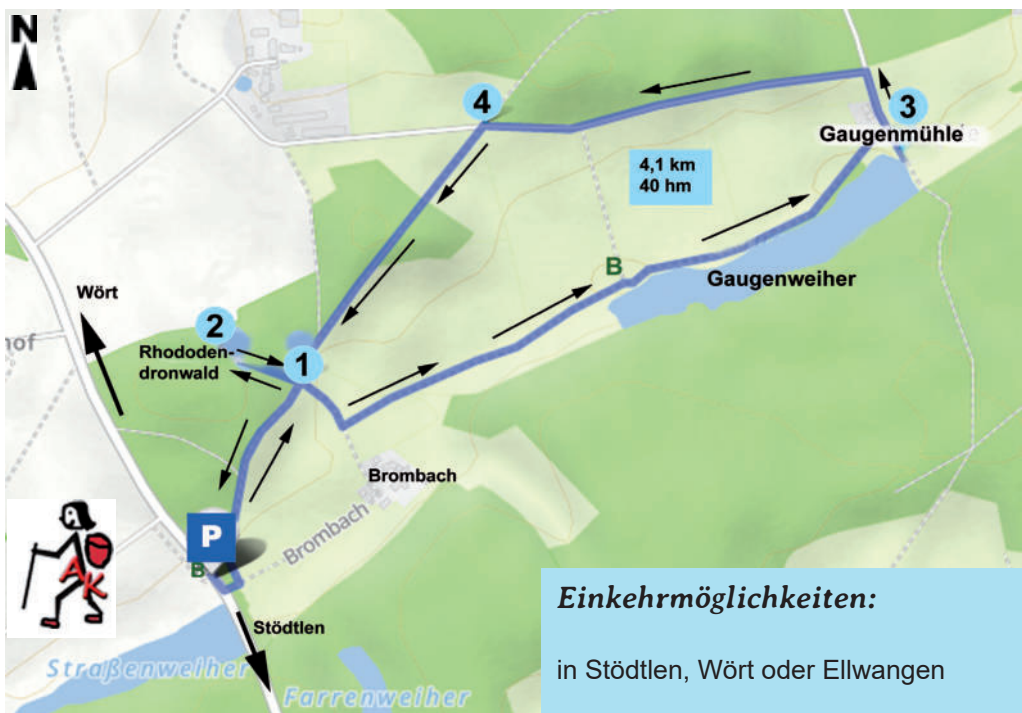 N
4
3
Gaugenmühle
4,1 km
40 hm
B
Gaugenweiher
Wört
hof
2
Rhododen-
dronwald
1
Brombach
P
Brombach
B
AK
Stödtlen
Straßenweiher
Farrenweiher
Einkehrmöglichkeiten:
in Stödtlen, Wört oder Ellwangen